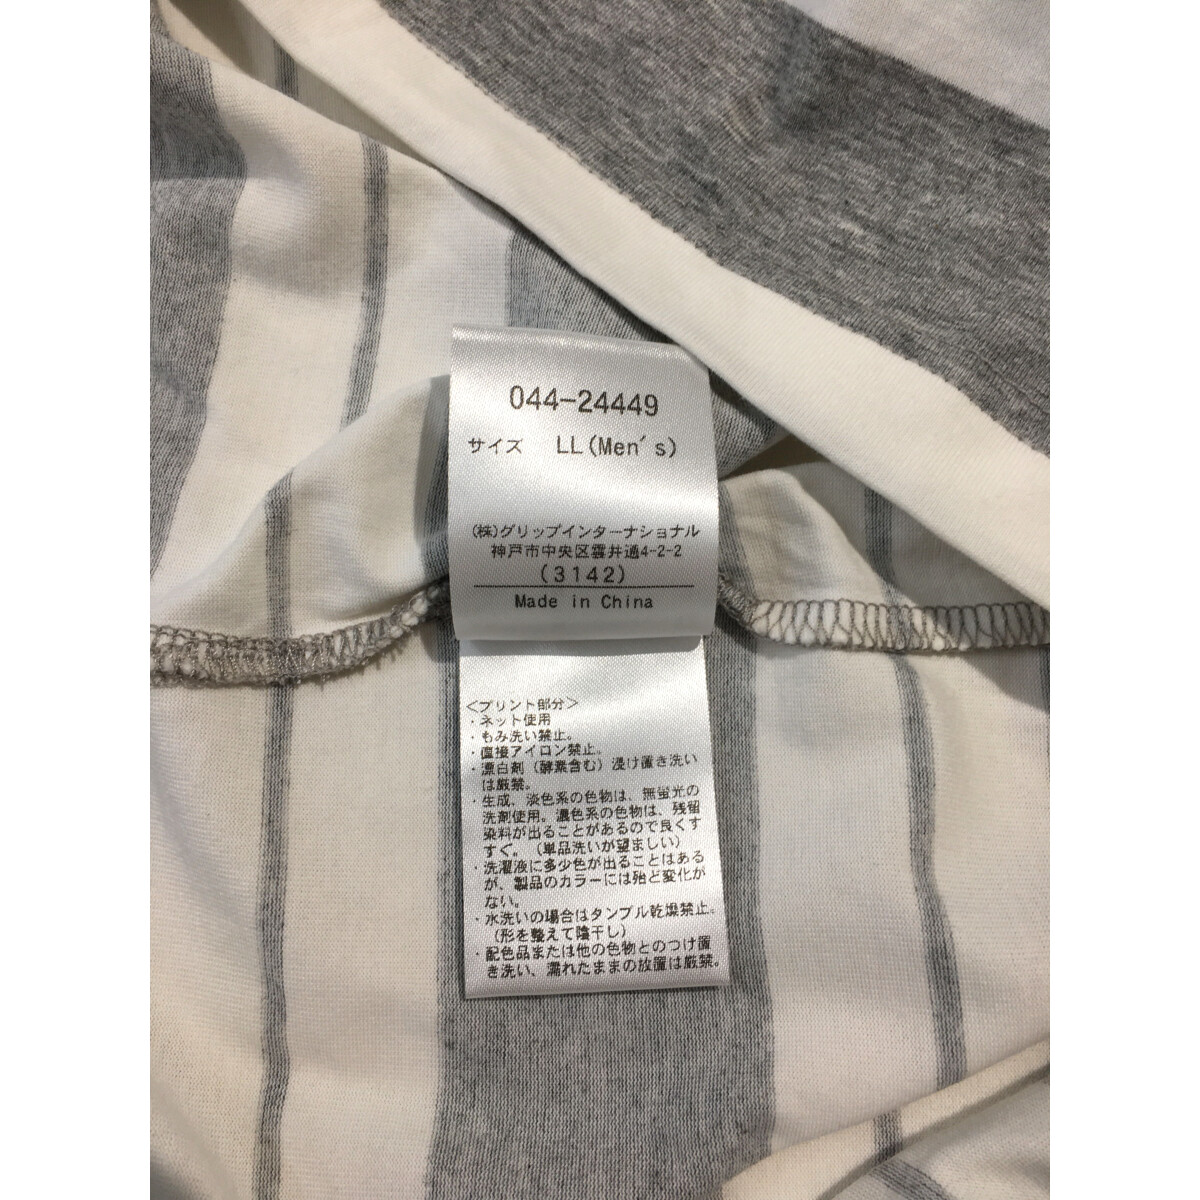 044-24449
サイズ LL(Men's)
(株)グリップインターナショナル
神戸市中央区雲井通4-2-2
(3142)
Made in China
<プリント部分>
・ネット使用
・もみ洗い禁止。
・直接アイロン禁止。
・漂白剤(酵素含む)浸け置き洗い
は厳禁。
・生成、淡色系の色物は、無蛍光の
洗剤使用。濃色系の色物は、残留
染料が出ることがあるので良くす
すぐ。(単品洗いが望ましい)
・洗濯液に多少色が出ることはある
が、製品のカラーには殆ど変化が
ない。
・水洗いの場合はタンブル乾燥禁止。
(形を整えて陰干し)
・配色品または他の色物とのつけ置
き洗い、濡れたままの放置は厳禁。